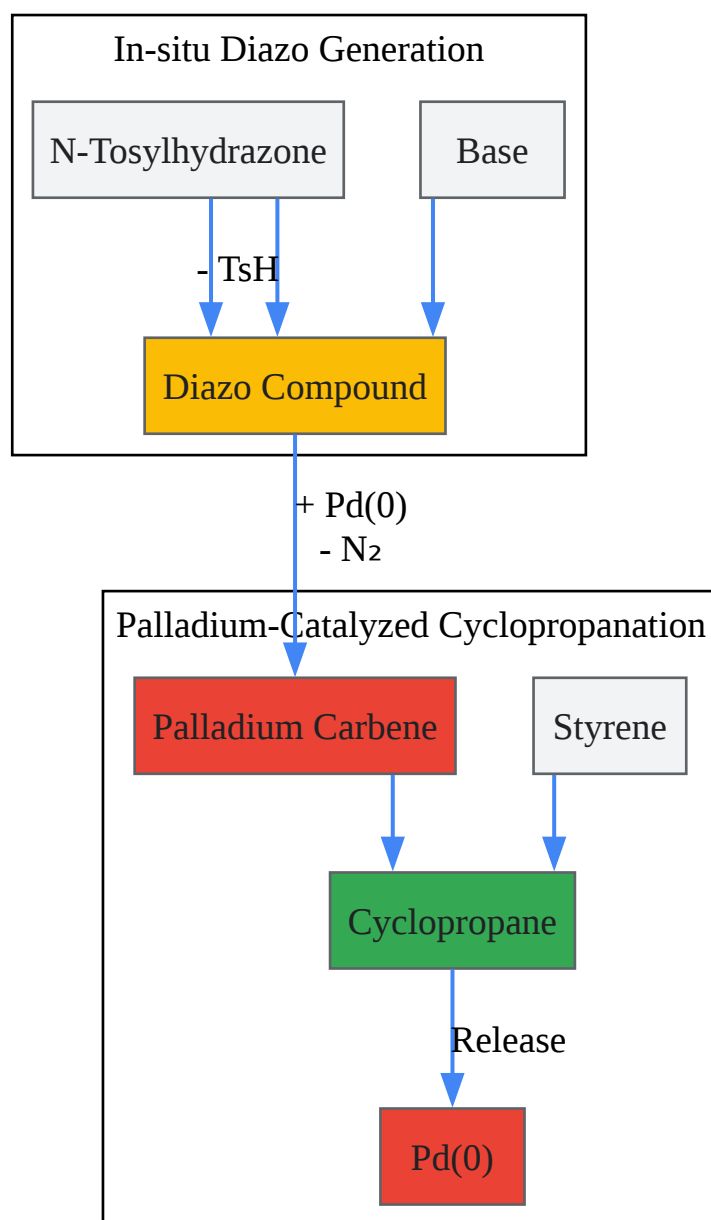 In-situ Diazo Generation
N-Tosylhydrazone
Base
- TsH
Diazo Compound
+ Pd(0)
- N₂
Palladium-Catalyzed Cyclopropanation
Palladium Carbene
Styrene
Cyclopropane
Release
Pd(0)